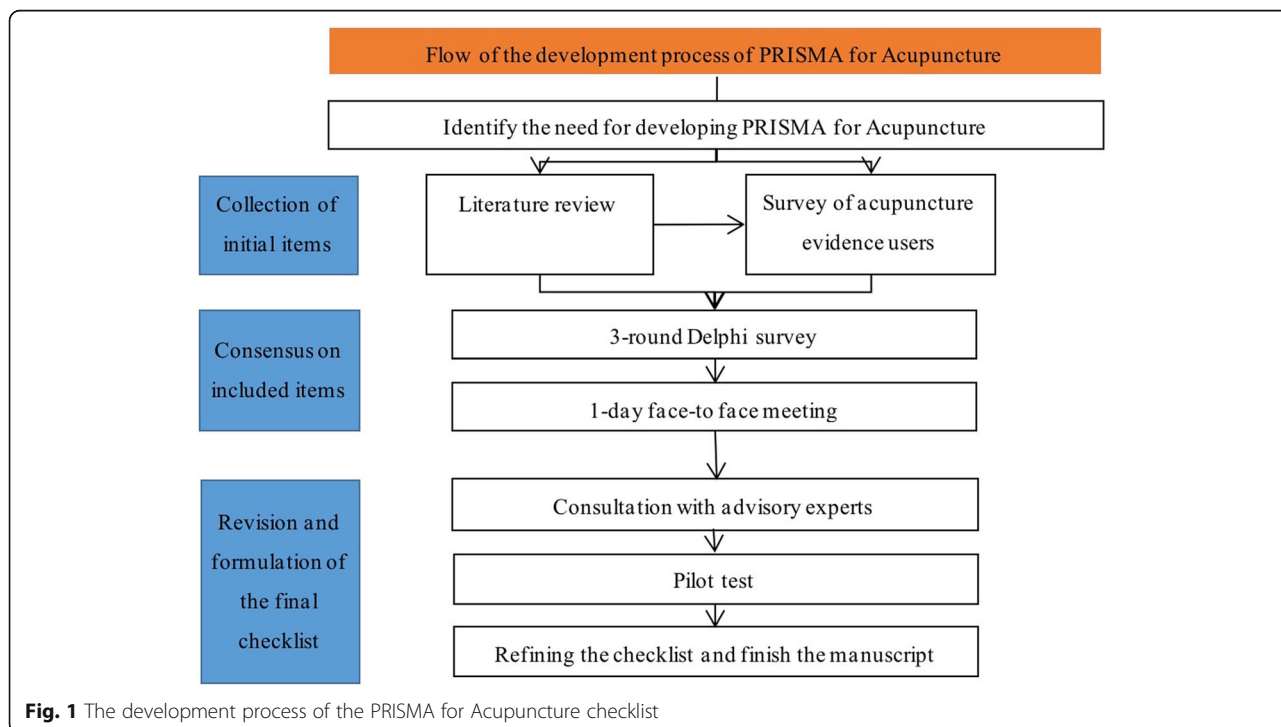 Flow of the development process of PRISMA for Acupuncture
Identify the need for developing PRISMA for Acupuncture
Collection of
initial items
Literature review
Survey of acupuncture
evidence users
Consensus on
included items
3-round Delphi survey
1-day face-to face meeting
Revision and
formulation of
the final
checklist
Consultation with advisory experts
Pilot test
Refining the checklist and finish the manuscript
Fig. 1 The development process of the PRISMA for Acupuncture checklist